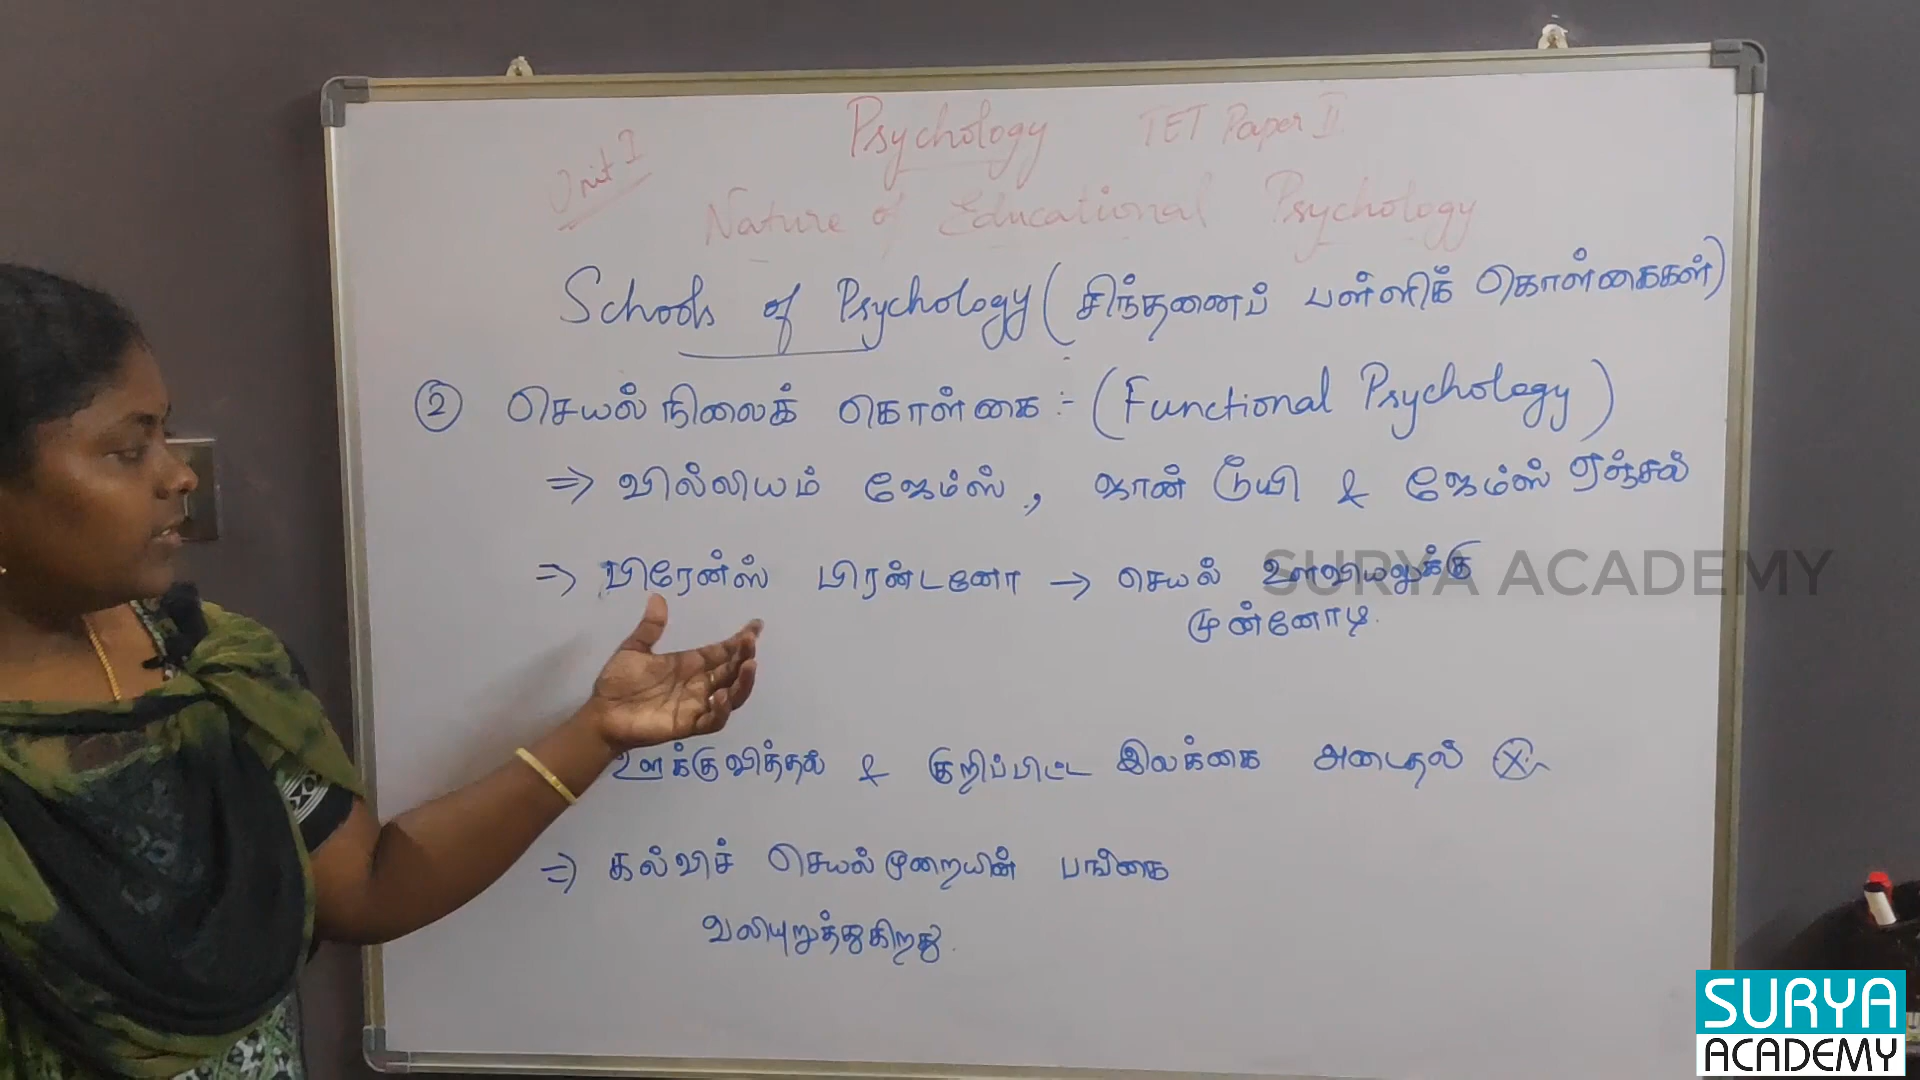 Psychology TET Paper II
Unit I
Nature of Educational Psychology
Schools of Psychology (சிந்தனைப் பள்ளிக் கொள்கைகள்)
② செயல்நிலைக் கொள்கை :- (Functional Psychology)
⇒ வில்லியம் ஜேம்ஸ், ஜான் டூயி & ஜேம்ஸ் ஏஞ்சல்
⇒ பிரேன்ஸ் பிரன்டனோ → செயல் உளவியலுக்கு
முன்னோடி.
SURYA ACADEMY
ஊக்குவித்தல் & குறிப்பிட்ட இலக்கை அடைதல்
⇒ கல்விச் செயல்முறையின் பங்கை
வலியுறுத்துகிறது.
SURYA
ACADEMY